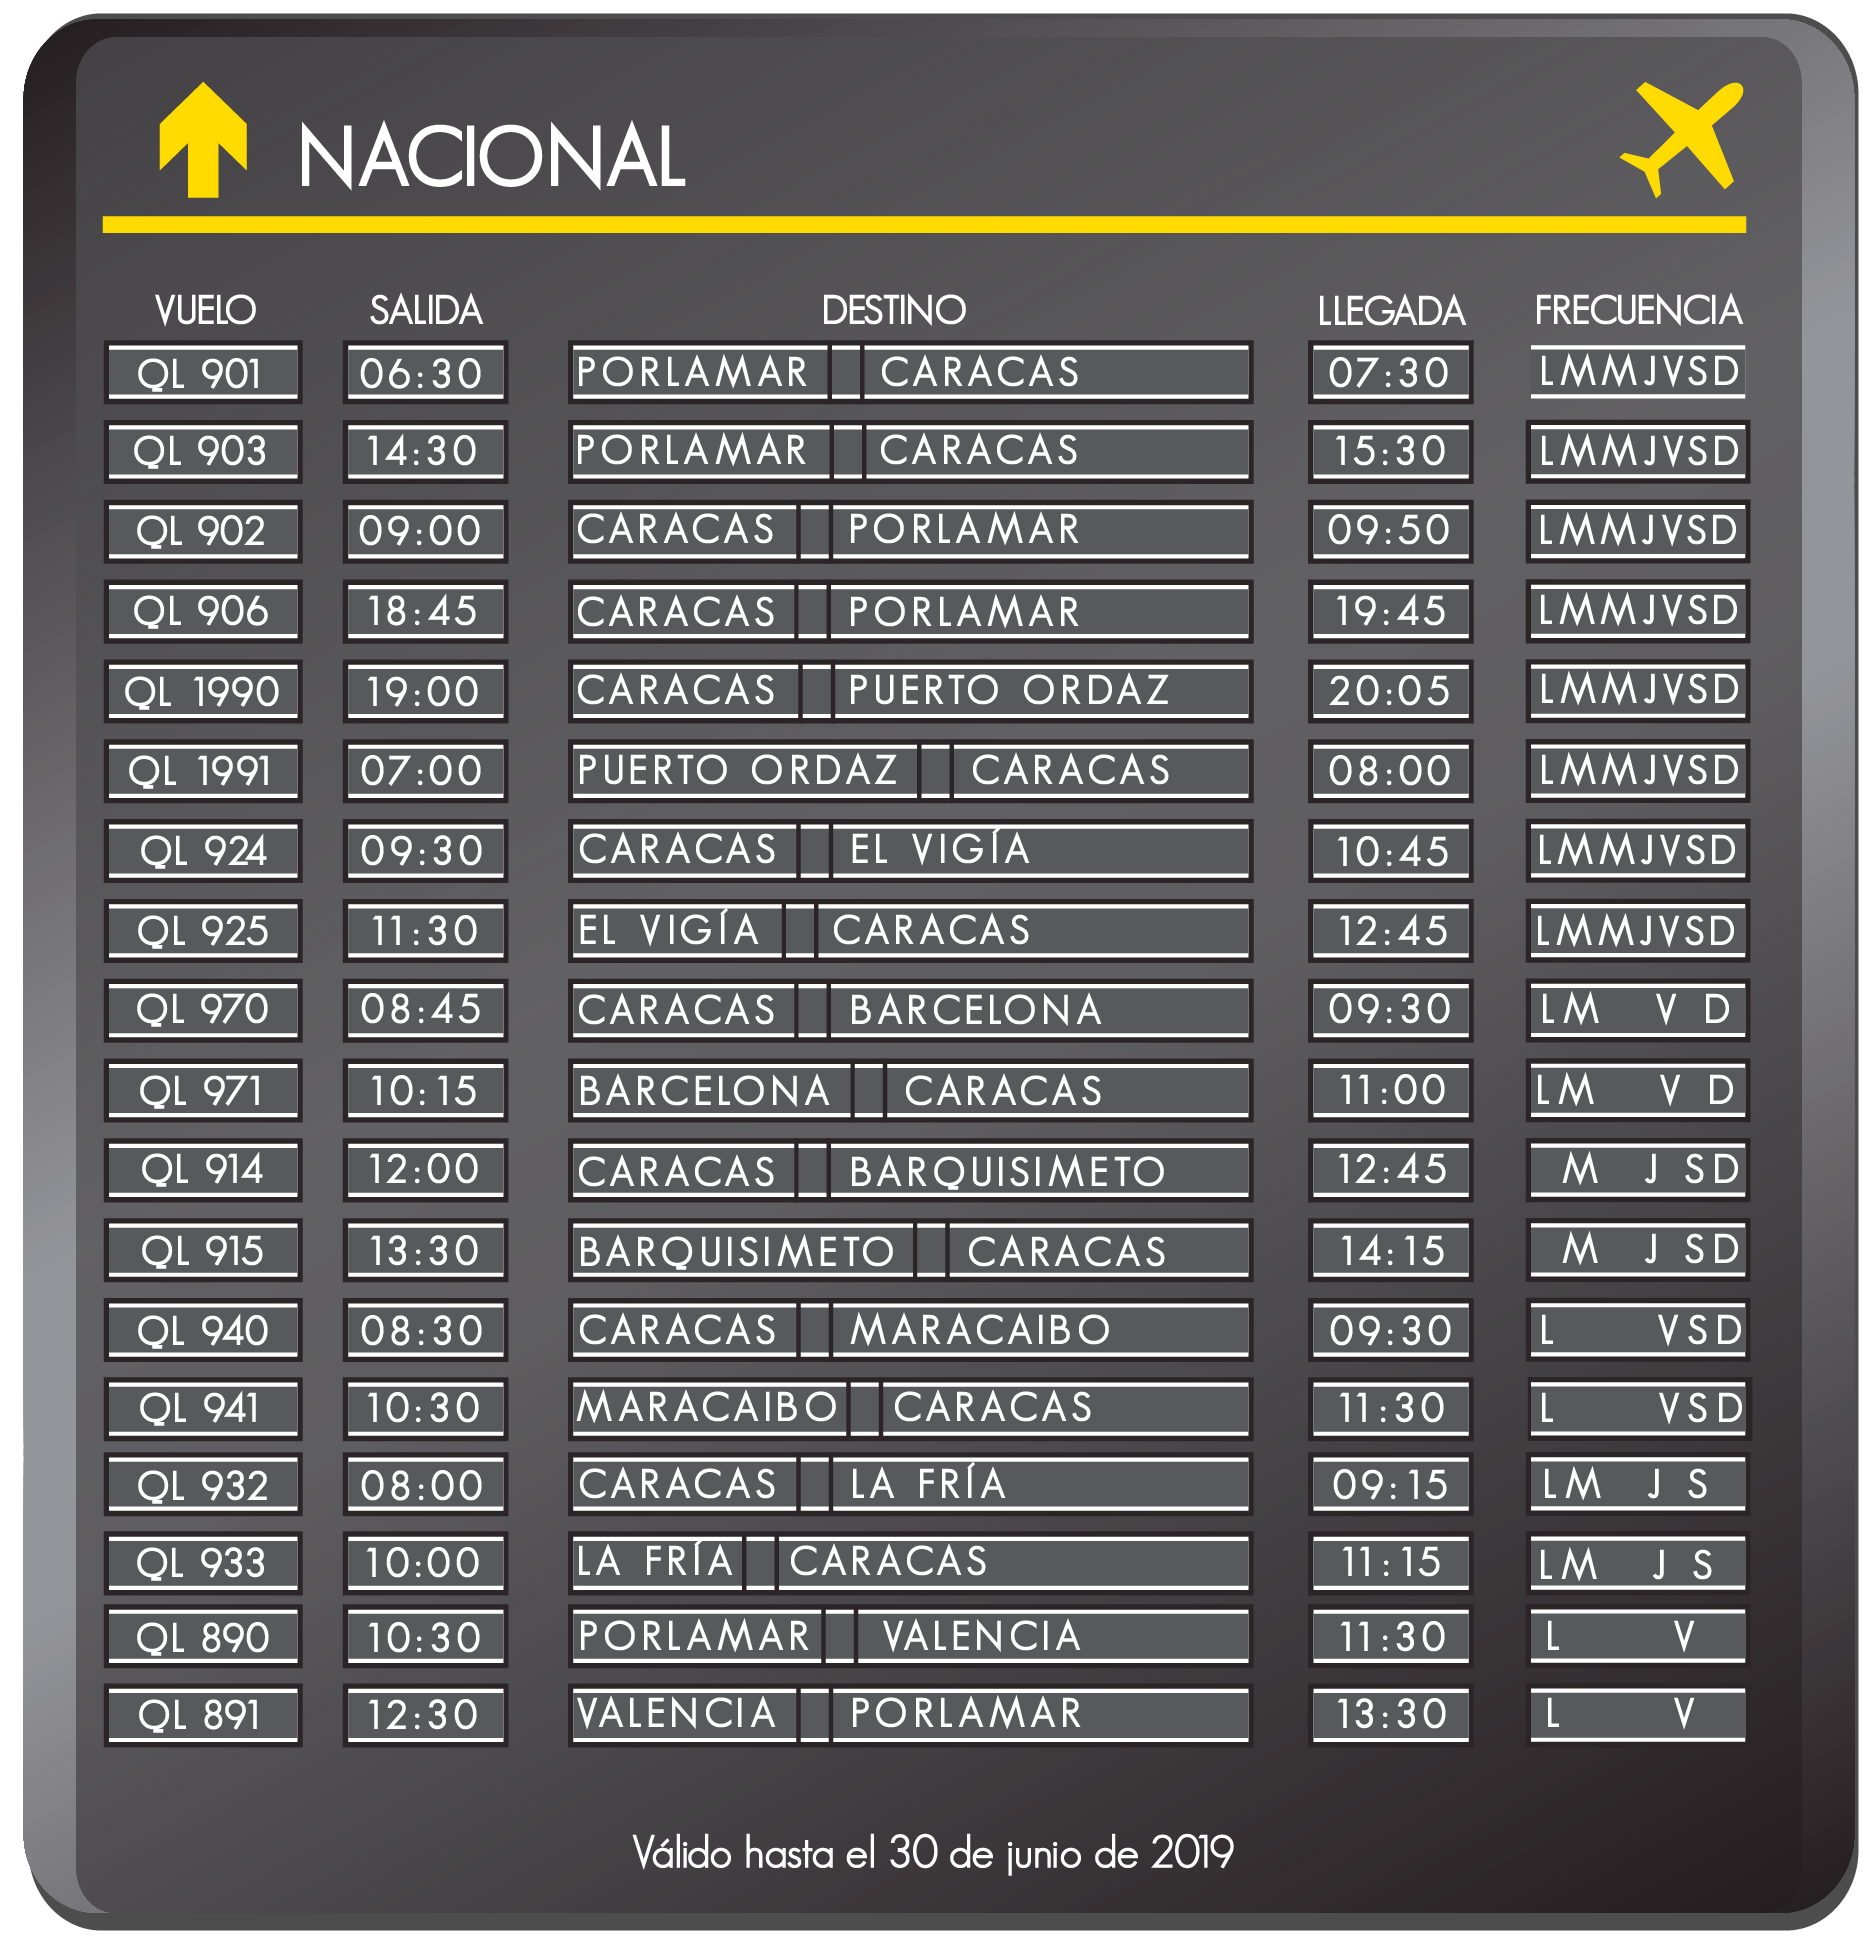 NACIONAL
VUELO SALIDA DESTINO LLEGADA FRECUENCIA
QL 901 06:30 PORLAMAR CARACAS 07:30 LMMJVSD
QL 903 14:30 PORLAMAR CARACAS 15:30 LMMJVSD
QL 902 09:00 CARACAS PORLAMAR 09:50 LMMJVSD
QL 906 18:45 CARACAS PORLAMAR 19:45 LMMJVSD
QL 1990 19:00 CARACAS PUERTO ORDAZ 20:05 LMMJVSD
QL 1991 07:00 PUERTO ORDAZ CARACAS 08:00 LMMJVSD
QL 924 09:30 CARACAS EL VIGÍA 10:45 LMMJVSD
QL 925 11:30 EL VIGÍA CARACAS 12:45 LMMJVSD
QL 970 08:45 CARACAS BARCELONA 09:30 LM V D
QL 971 10:15 BARCELONA CARACAS 11:00 LM V D
QL 914 12:00 CARACAS BARQUISIMETO 12:45 M J SD
QL 915 13:30 BARQUISIMETO CARACAS 14:15 M J SD
QL 940 08:30 CARACAS MARACAIBO 09:30 L VSD
QL 941 10:30 MARACAIBO CARACAS 11:30 L VSD
QL 932 08:00 CARACAS LA FRÍA 09:15 LM J S
QL 933 10:00 LA FRÍA CARACAS 11:15 LM J S
QL 890 10:30 PORLAMAR VALENCIA 11:30 L V
QL 891 12:30 VALENCIA PORLAMAR 13:30 L V
Válido hasta el 30 de junio de 2019